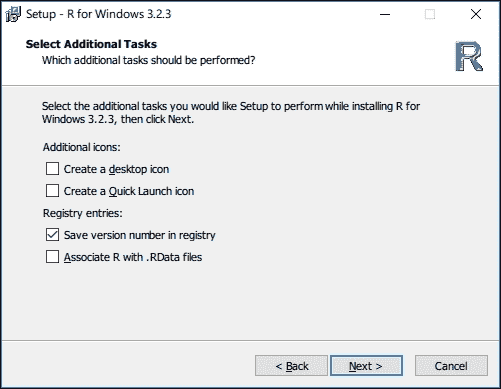 Setup - R for Windows 3.2.3
Select Additional Tasks
Which additional tasks should be performed?
R
Select the additional tasks you would like Setup to perform while installing R for
Windows 3.2.3, then click Next.
Additional icons:
Create a desktop icon
Create a Quick Launch icon
Registry entries:
Save version number in registry
Associate R with .RData files
< Back
Next >
Cancel